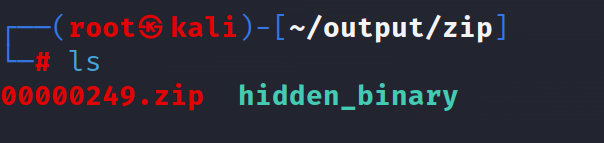 ┌──(root㉿kali)-[~/output/zip]
└─# ls
00000249.zip  hidden_binary